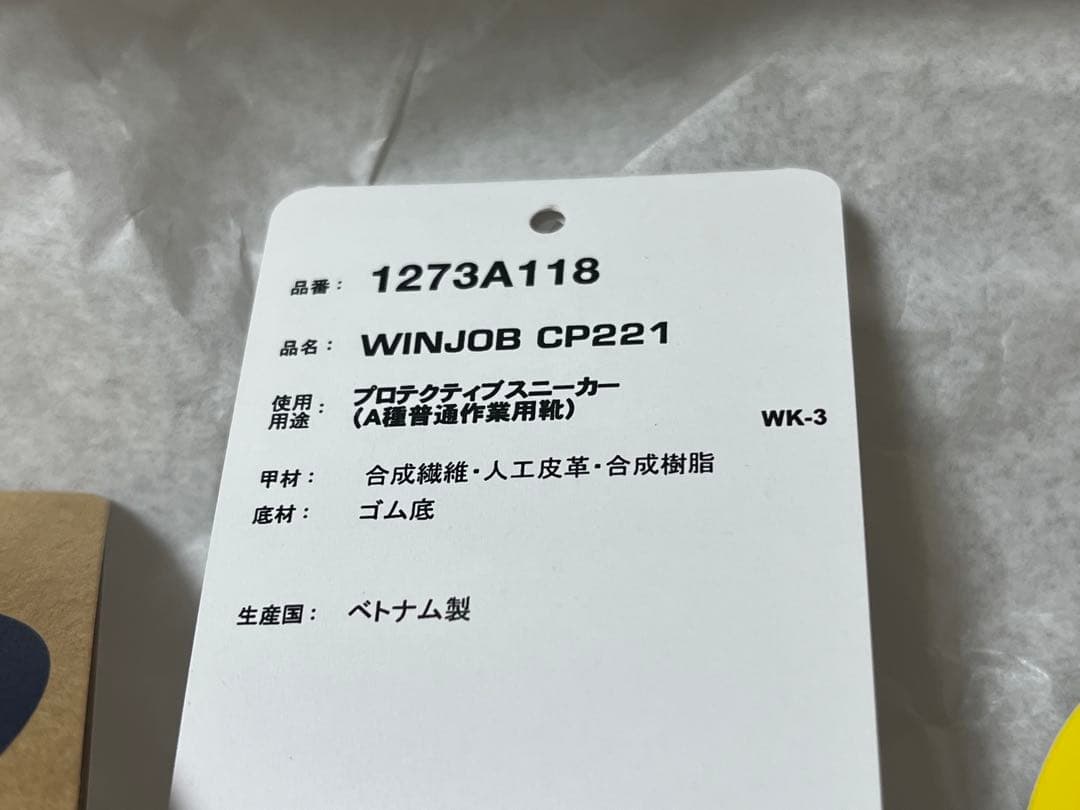 品番： 1273A118
品名： WINJOB CP221
使用用途： プロテクティブスニーカー
（A種普通作業用靴）
WK-3
甲材： 合成繊維・人工皮革・合成樹脂
底材： ゴム底
生産国： ベトナム製